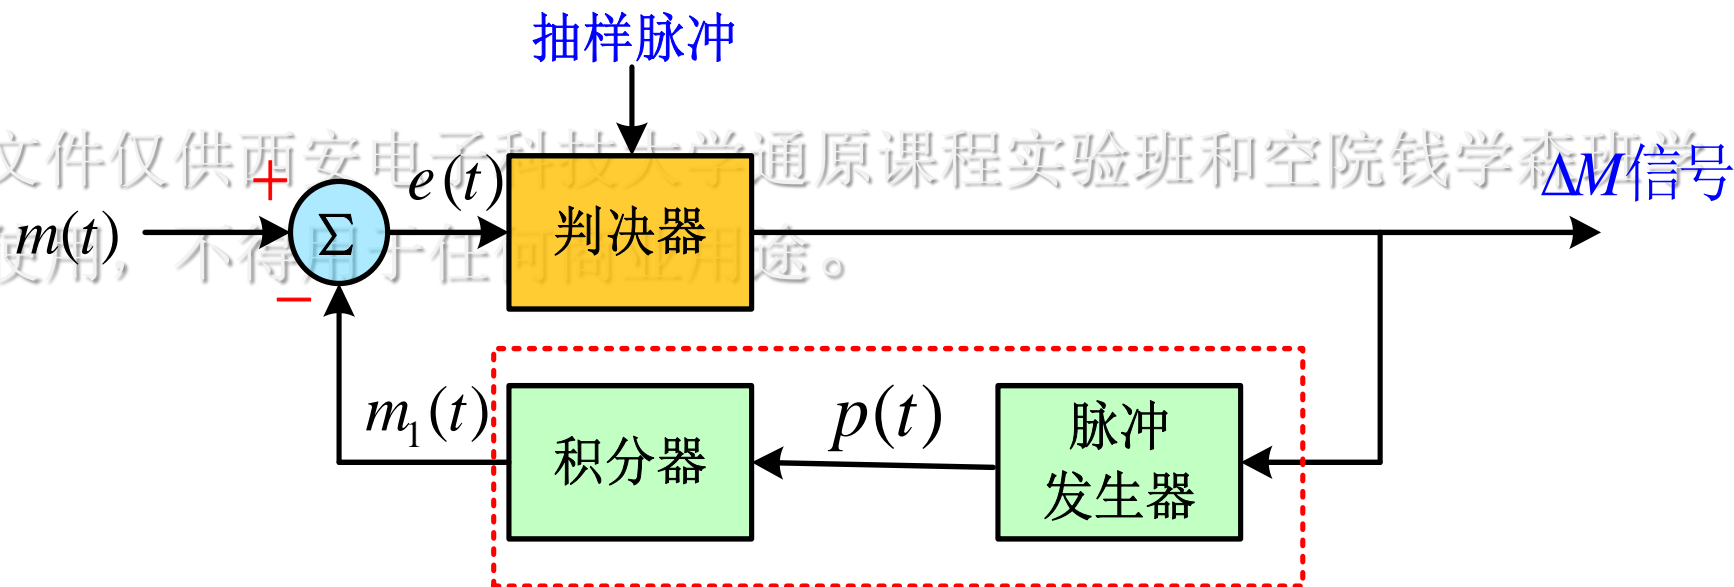 抽样脉冲
文件仅供西安电子科技大学通原课程实验班和空院钱学森班学
使用，不得用于任何商业用途。
+
m(t)
Σ
e(t)
判决器
ΔM信号
−
m₁(t)
积分器
p(t)
脉冲
发生器